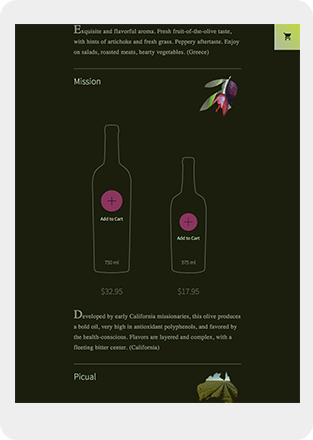 Exquisite and flavorful aroma. Fresh fruit-of-the-olive taste,
with hints of artichoke and fresh grass. Peppery aftertaste. Enjoy
on salads, roasted meats, hearty vegetables. (Greece)
Mission
Add to Cart
Add to Cart
750 ml
375 ml
$32.95
$17.95
Developed by early California missionaries, this olive produces
a bold oil, very high in antioxidant polyphenols, and favored by
the health-conscious. Flavors are layered and complex, with a
fleeting bitter center. (California)
Picual